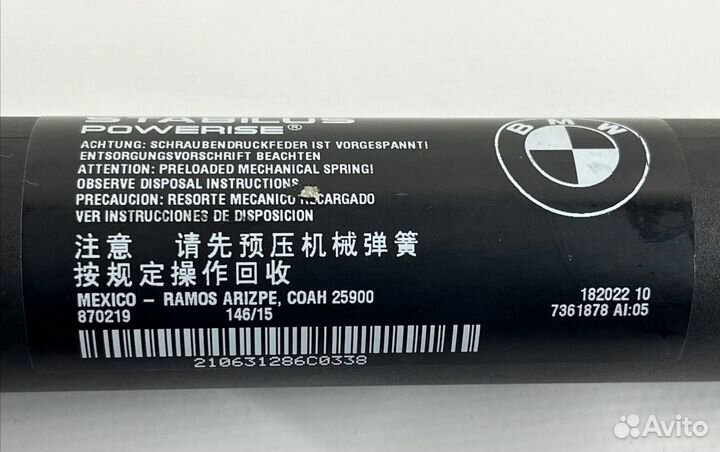 STABILUS
POWERISE®
ACHTUNG: SCHRAUBENDRUCKFEDER IST VORGESPANNT!
ENTSORGUNGSVORSCHRIFT BEACHTEN
ATTENTION: PRELOADED MECHANICAL SPRING!
OBSERVE DISPOSAL INSTRUCTIONS
PRECAUCION: RESORTE MECANICO RECARGADO
VER INSTRUCCIONES DE DISPOSICION
注意 请先预压机械弹簧
按规定操作回收
MEXICO – RAMOS ARIZPE, COAH 25900
870219 146/15
210631286C0338
BMW
182022 10
7361878 AI:05
Avito